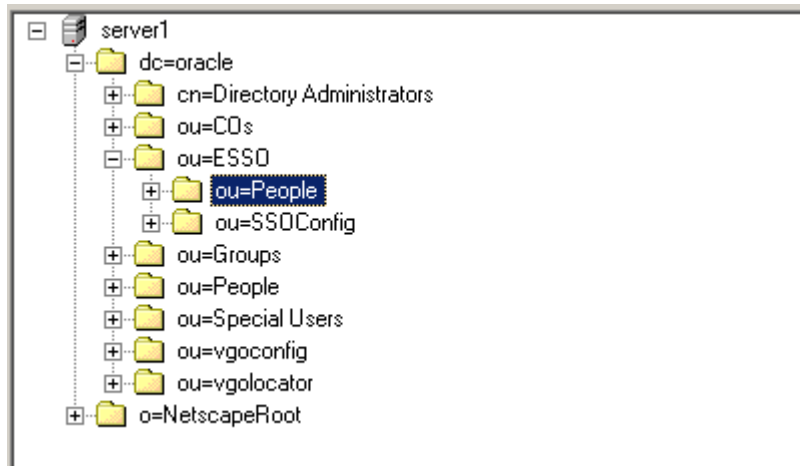 server1
dc=oracle
cn=Directory Administrators
ou=COs
ou=ESSO
ou=People
ou=SSOConfig
ou=Groups
ou=People
ou=Special Users
ou=vgoconfig
ou=vgolocator
o=NetscapeRoot